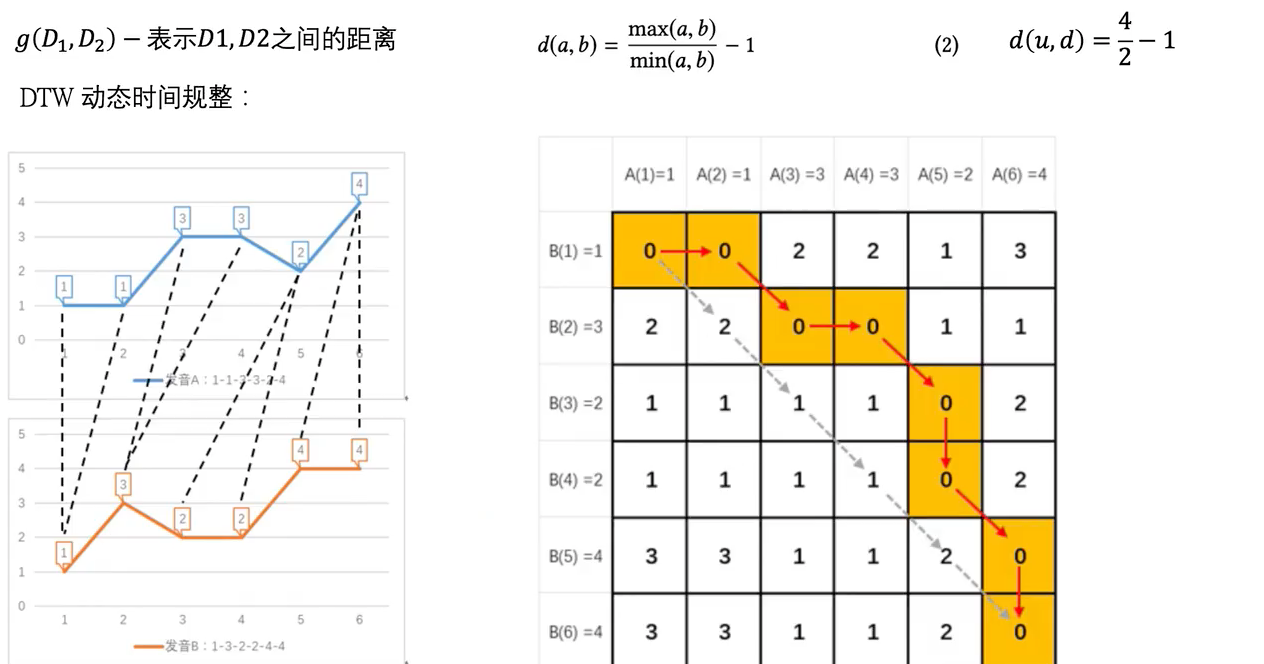 g(D₁,D₂) − 表示D1,D2之间的距离
d(a,b) = max(a,b)/min(a,b) − 1 (2)
d(u,d) = 4/2 − 1
DTW 动态时间规整：
5
4
3
2
1
0
1 1 3 3 2 4
1 2 3 4 5 6
发音A：1-1-3-3-2-4
5
4
3
2
1
0
1 3 2 2 4 4
1 2 3 4 5 6
发音B：1-3-2-2-4-4
A(1)=1 A(2) =1 A(3) =3 A(4) =3 A(5) =2 A(6) =4
B(1) =1 0 0 2 2 1 3
B(2) =3 2 2 0 0 1 1
B(3) =2 1 1 1 1 0 2
B(4) =2 1 1 1 1 0 2
B(5) =4 3 3 1 1 2 0
B(6) =4 3 3 1 1 2 0